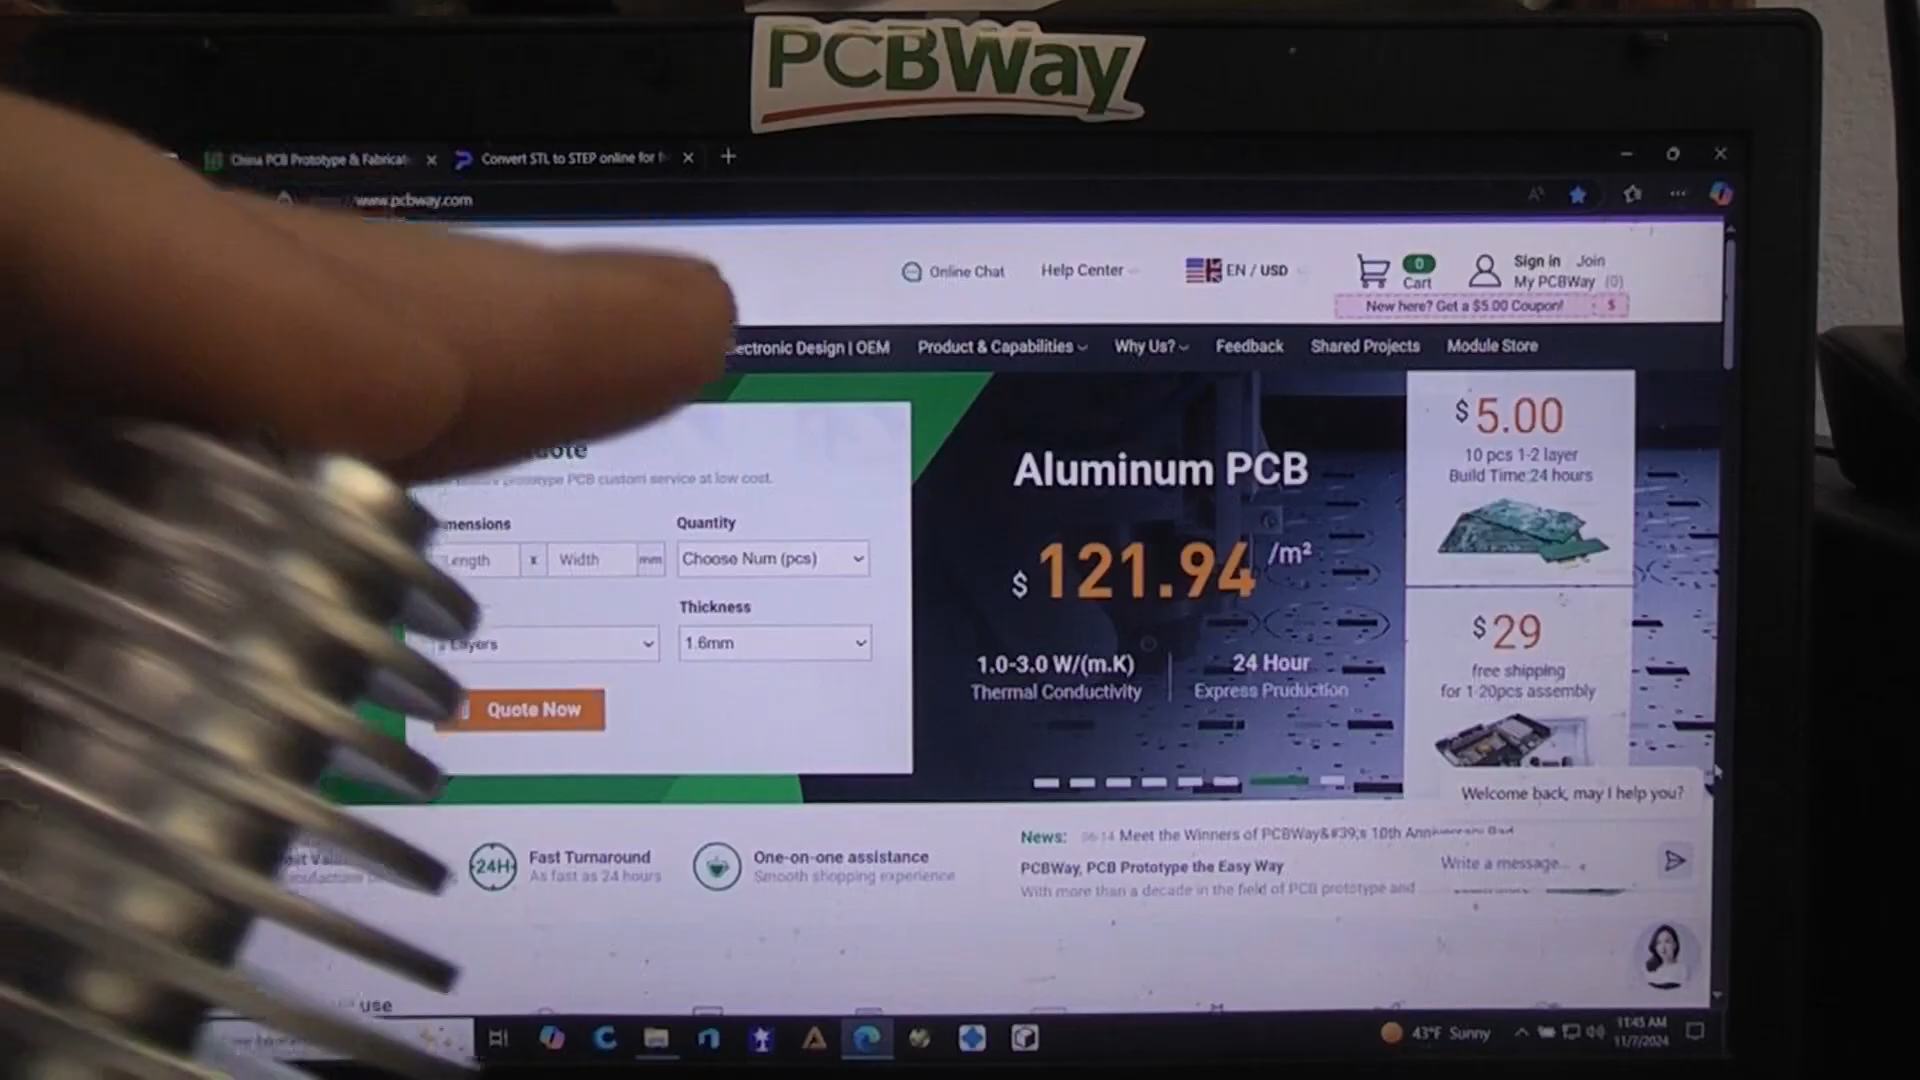 PCBWay
China PCB Prototype & Fabricat
Convert STL to STEP online for f
www.pcbway.com
Online Chat
Help Center
EN / USD
0
Cart
Sign in Join
My PCBWay (0)
New here? Get a $5.00 Coupon! $
ectronic Design | OEM
Product & Capabilities
Why Us?
Feedback
Shared Projects
Module Store
uote
prototype PCB custom service at low cost.
mensions
Quantity
Length x Width mm
Choose Num (pcs)
Thickness
Layers
1.6mm
Quote Now
Aluminum PCB
$ 121.94 /m²
1.0-3.0 W/(m.K)
Thermal Conductivity
24 Hour
Express Pruduction
$ 5.00
10 pcs 1-2 layer
Build Time:24 hours
$ 29
free shipping
for 1-20pcs assembly
Welcome back, may I help you?
Write a message...
24H
Fast Turnaround
As fast as 24 hours
One-on-one assistance
Smooth shopping experience
News: 06-14 Meet the Winners of PCBWay&#39;s 10th Anniversary Bad
PCBWay, PCB Prototype the Easy Way
With more than a decade in the field of PCB prototype and
use
43°F Sunny
11:45 AM
11/7/2024